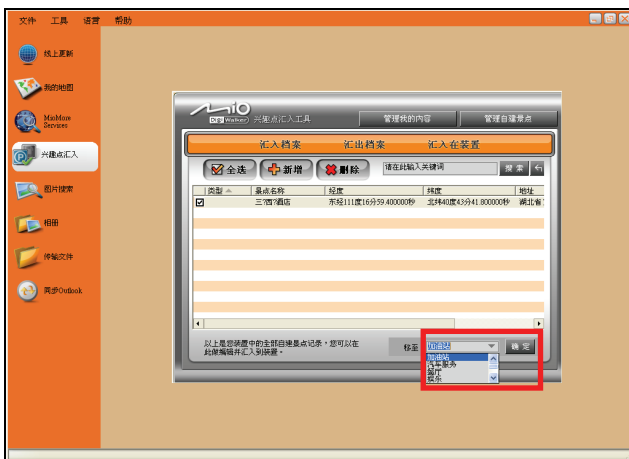 文件 工具 语言 帮助
线上更新
我的地图
MioMore
Services
兴趣点汇入
图片搜索
相册
传输文件
同步Outlook
Mio
DigiWalker 兴趣点汇入工具 管理我的内容 管理自建景点
汇入档案 汇出档案 汇入在装置
全选 新增 删除 请在此输入关键词 搜索
类型 景点名称 经度 纬度 地址
三?西?酒店 东经111度16分59.400000秒 北纬40度43分41.800000秒 湖北省
以上是您装置中的全部自建景点记录，您可以在
此做编辑并汇入到装置。
移至 加油站 确定
加油站
汽车服务
餐厅
娱乐